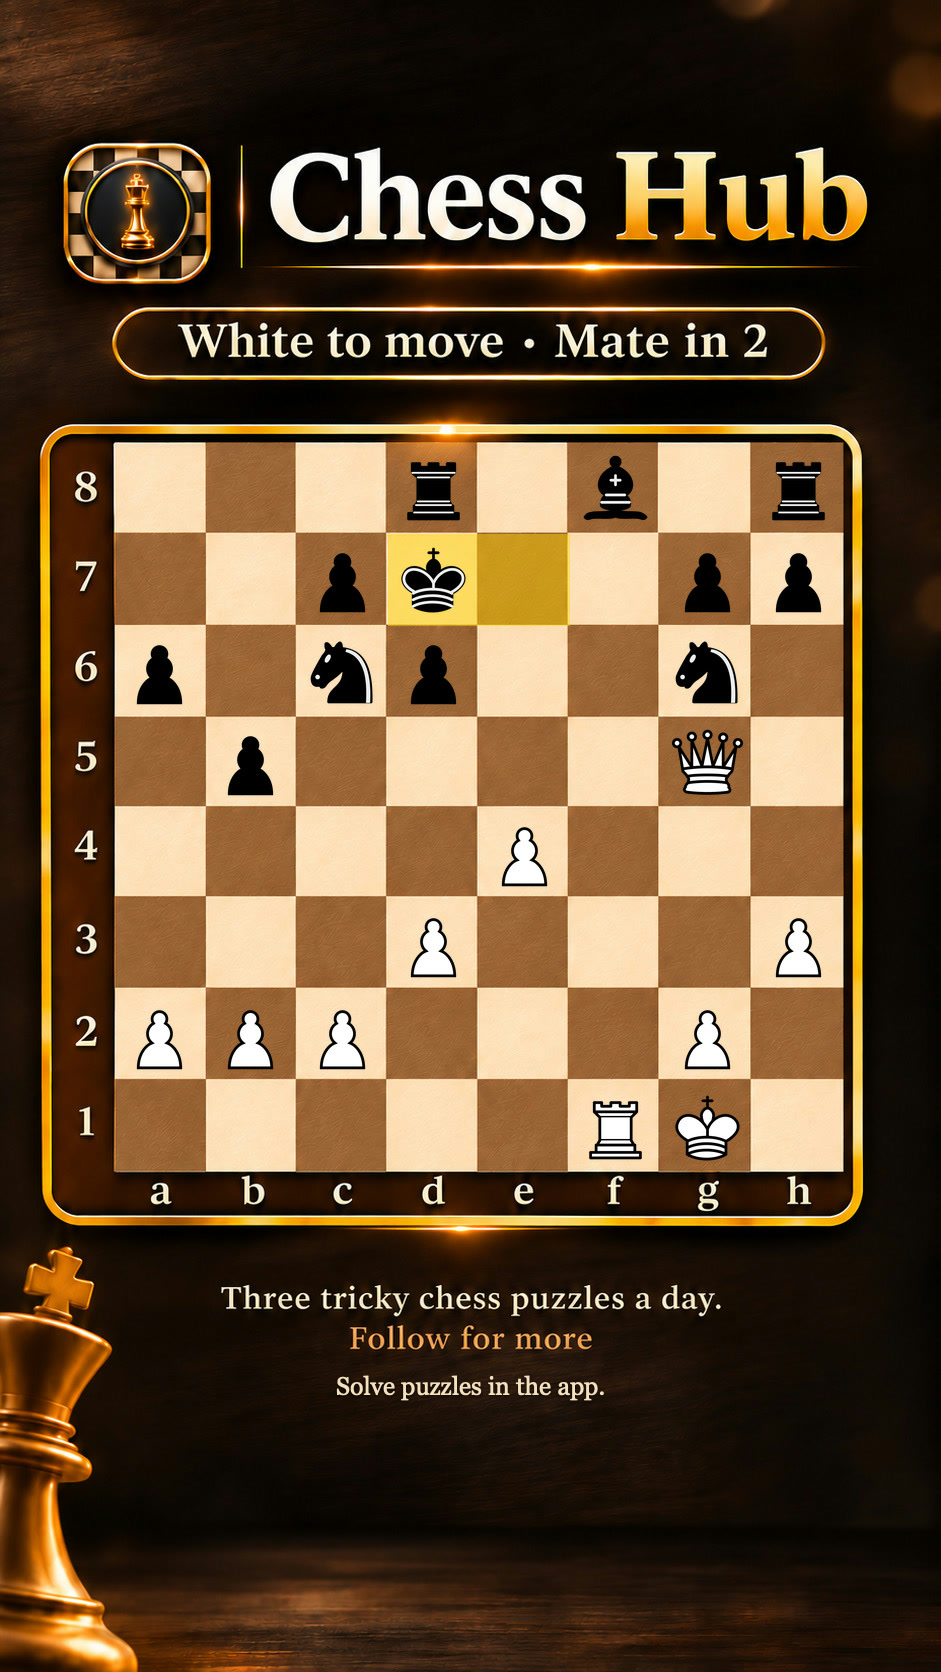 Chess Hub
White to move • Mate in 2
8
7
6
5
4
3
2
1
a b c d e f g h
Three tricky chess puzzles a day.
Follow for more
Solve puzzles in the app.